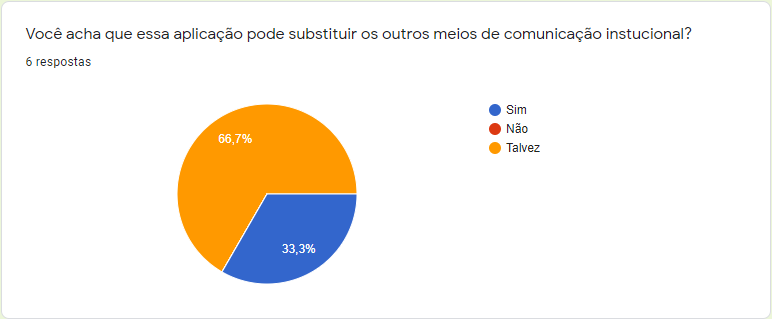 Você acha que essa aplicação pode substituir os outros meios de comunicação instucional?
6 respostas
66,7%
33,3%
Sim
Não
Talvez